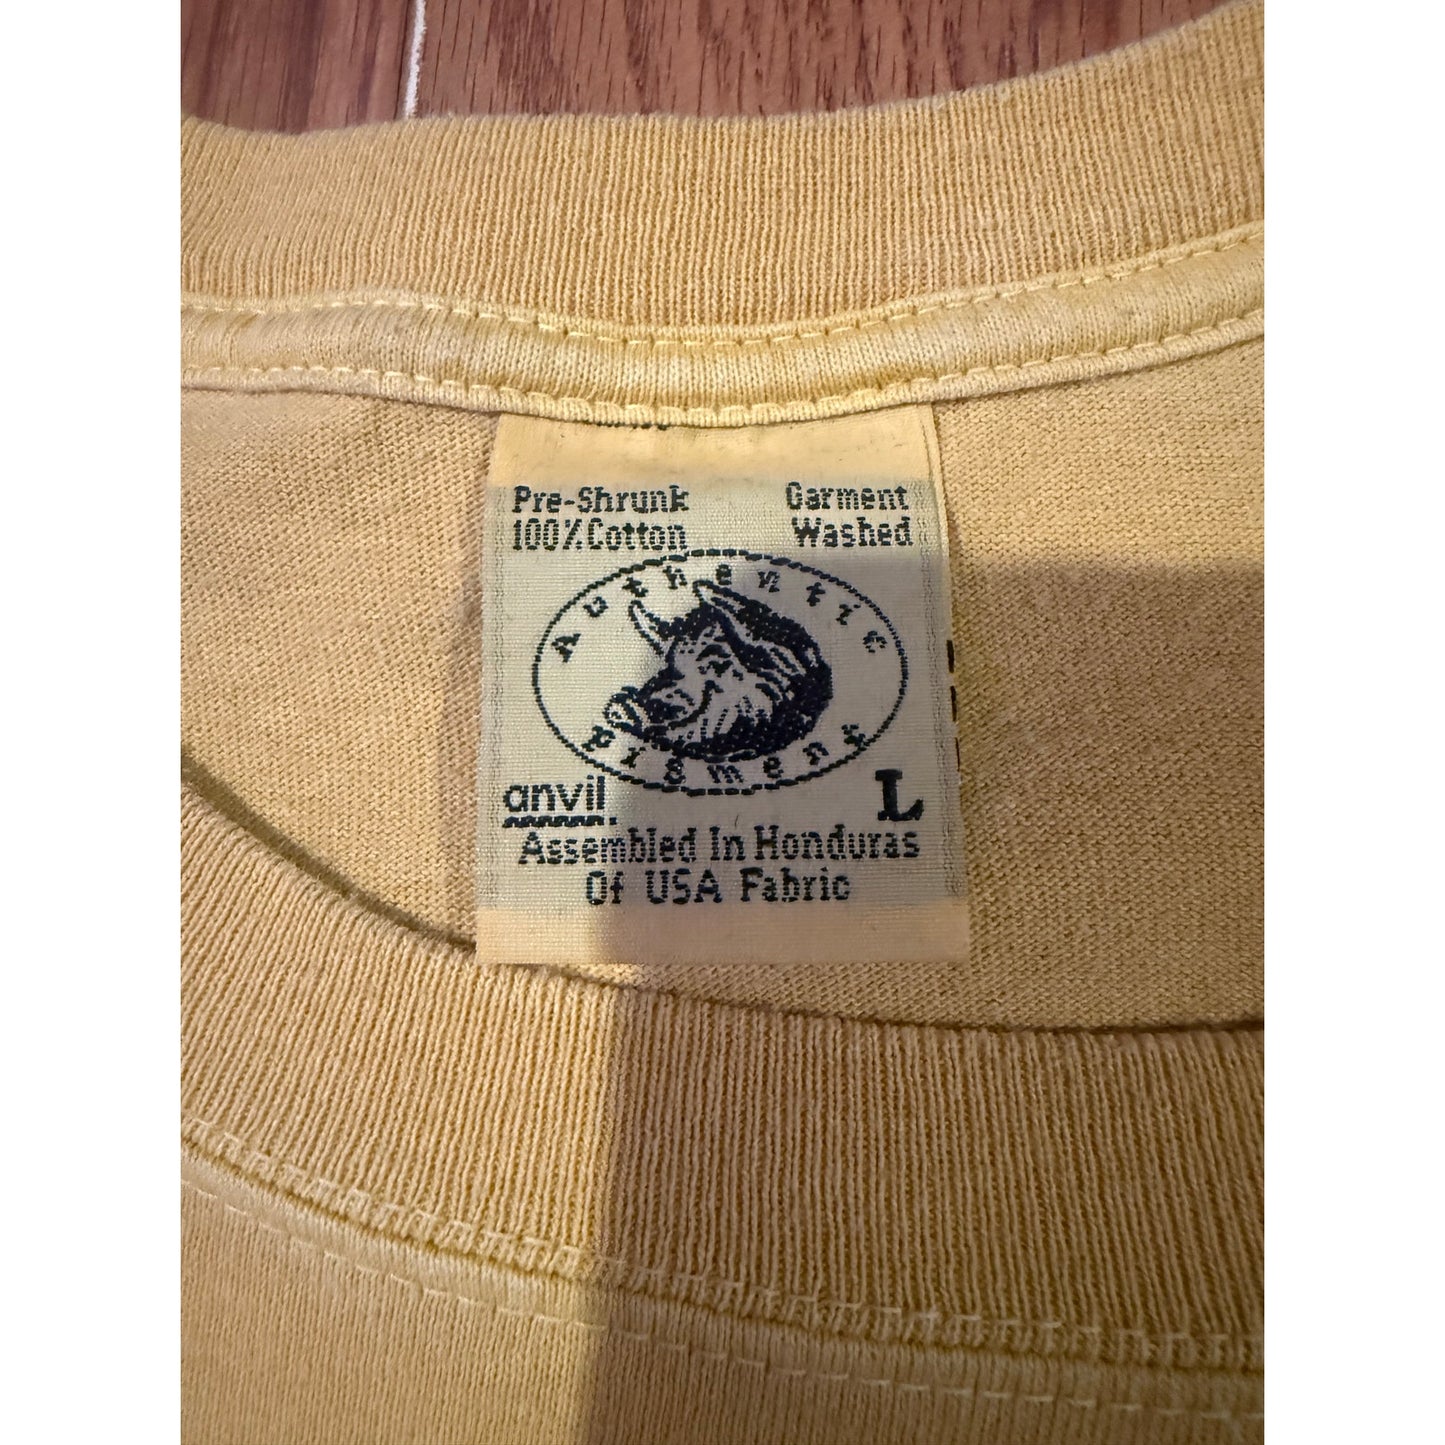 Pre-Shrunk Garment
100% Cotton Washed
Authentic
Pigment
anvil. L
Assembled In Honduras
Of USA Fabric